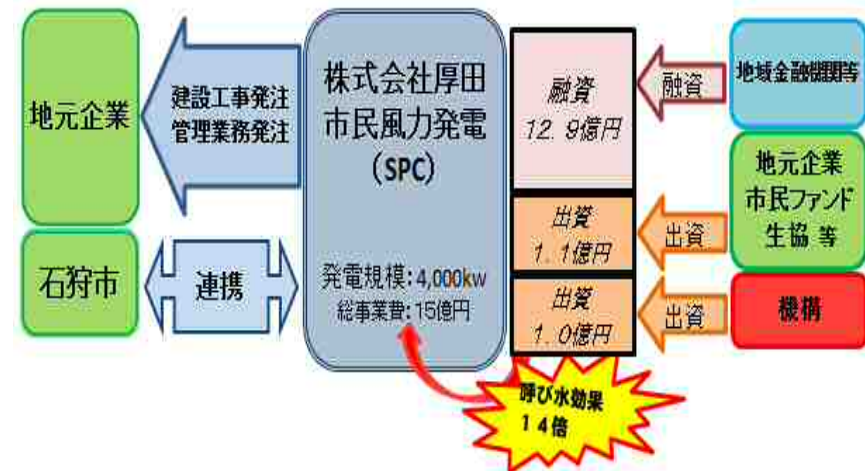 地元企業
建設工事発注
管理業務発注
石狩市
連携
株式会社厚田
市民風力発電
(SPC)
発電規模:4,000kw
総事業費:15億円
融資
12.9億円
出資
1.1億円
出資
1.0億円
融資
出資
出資
地域金融機関等
地元企業
市民ファンド
生協 等
機構
呼び水効果
14倍